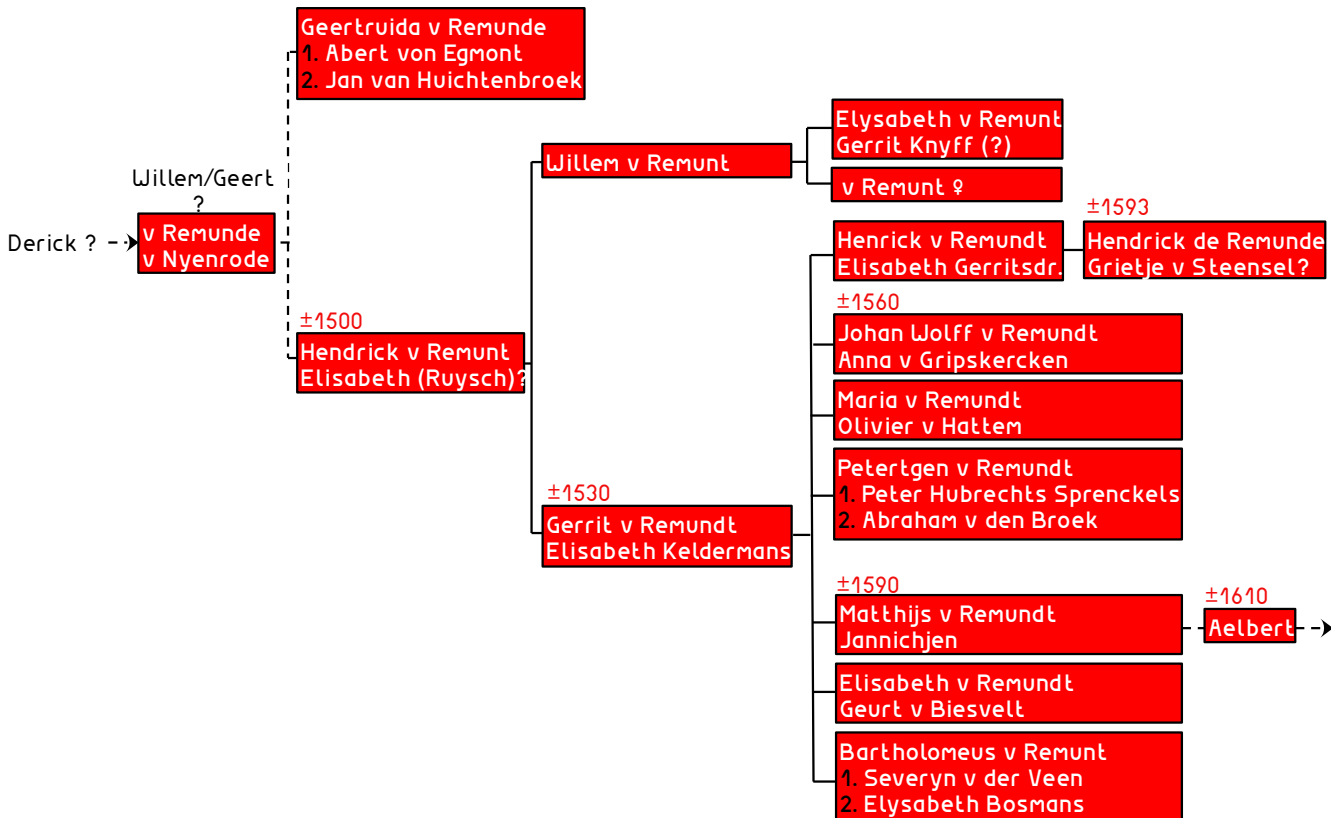 Geertruida v Remunde
1. Abert von Egmont
2. Jan van Huichtenbroek
Willem/Geert
?
Derick ?
v Remunde
v Nyenrode
±1500
Hendrick v Remunt
Elisabeth (Ruysch)?
Willem v Remunt
Elysabeth v Remunt
Gerrit Knyff (?)
v Remunt ♀
±1530
Gerrit v Remundt
Elisabeth Keldermans
Henrick v Remundt
Elisabeth Gerritsdr.
±1593
Hendrick de Remunde
Grietje v Steensel?
±1560
Johan Wolff v Remundt
Anna v Gripskercken
Maria v Remundt
Olivier v Hattem
Petertgen v Remundt
1. Peter Hubrechts Sprenckels
2. Abraham v den Broek
±1590
Matthijs v Remundt
Jannichjen
±1610
Aelbert
Elisabeth v Remundt
Geurt v Biesvelt
Bartholomeus v Remunt
1. Severyn v der Veen
2. Elysabeth Bosmans